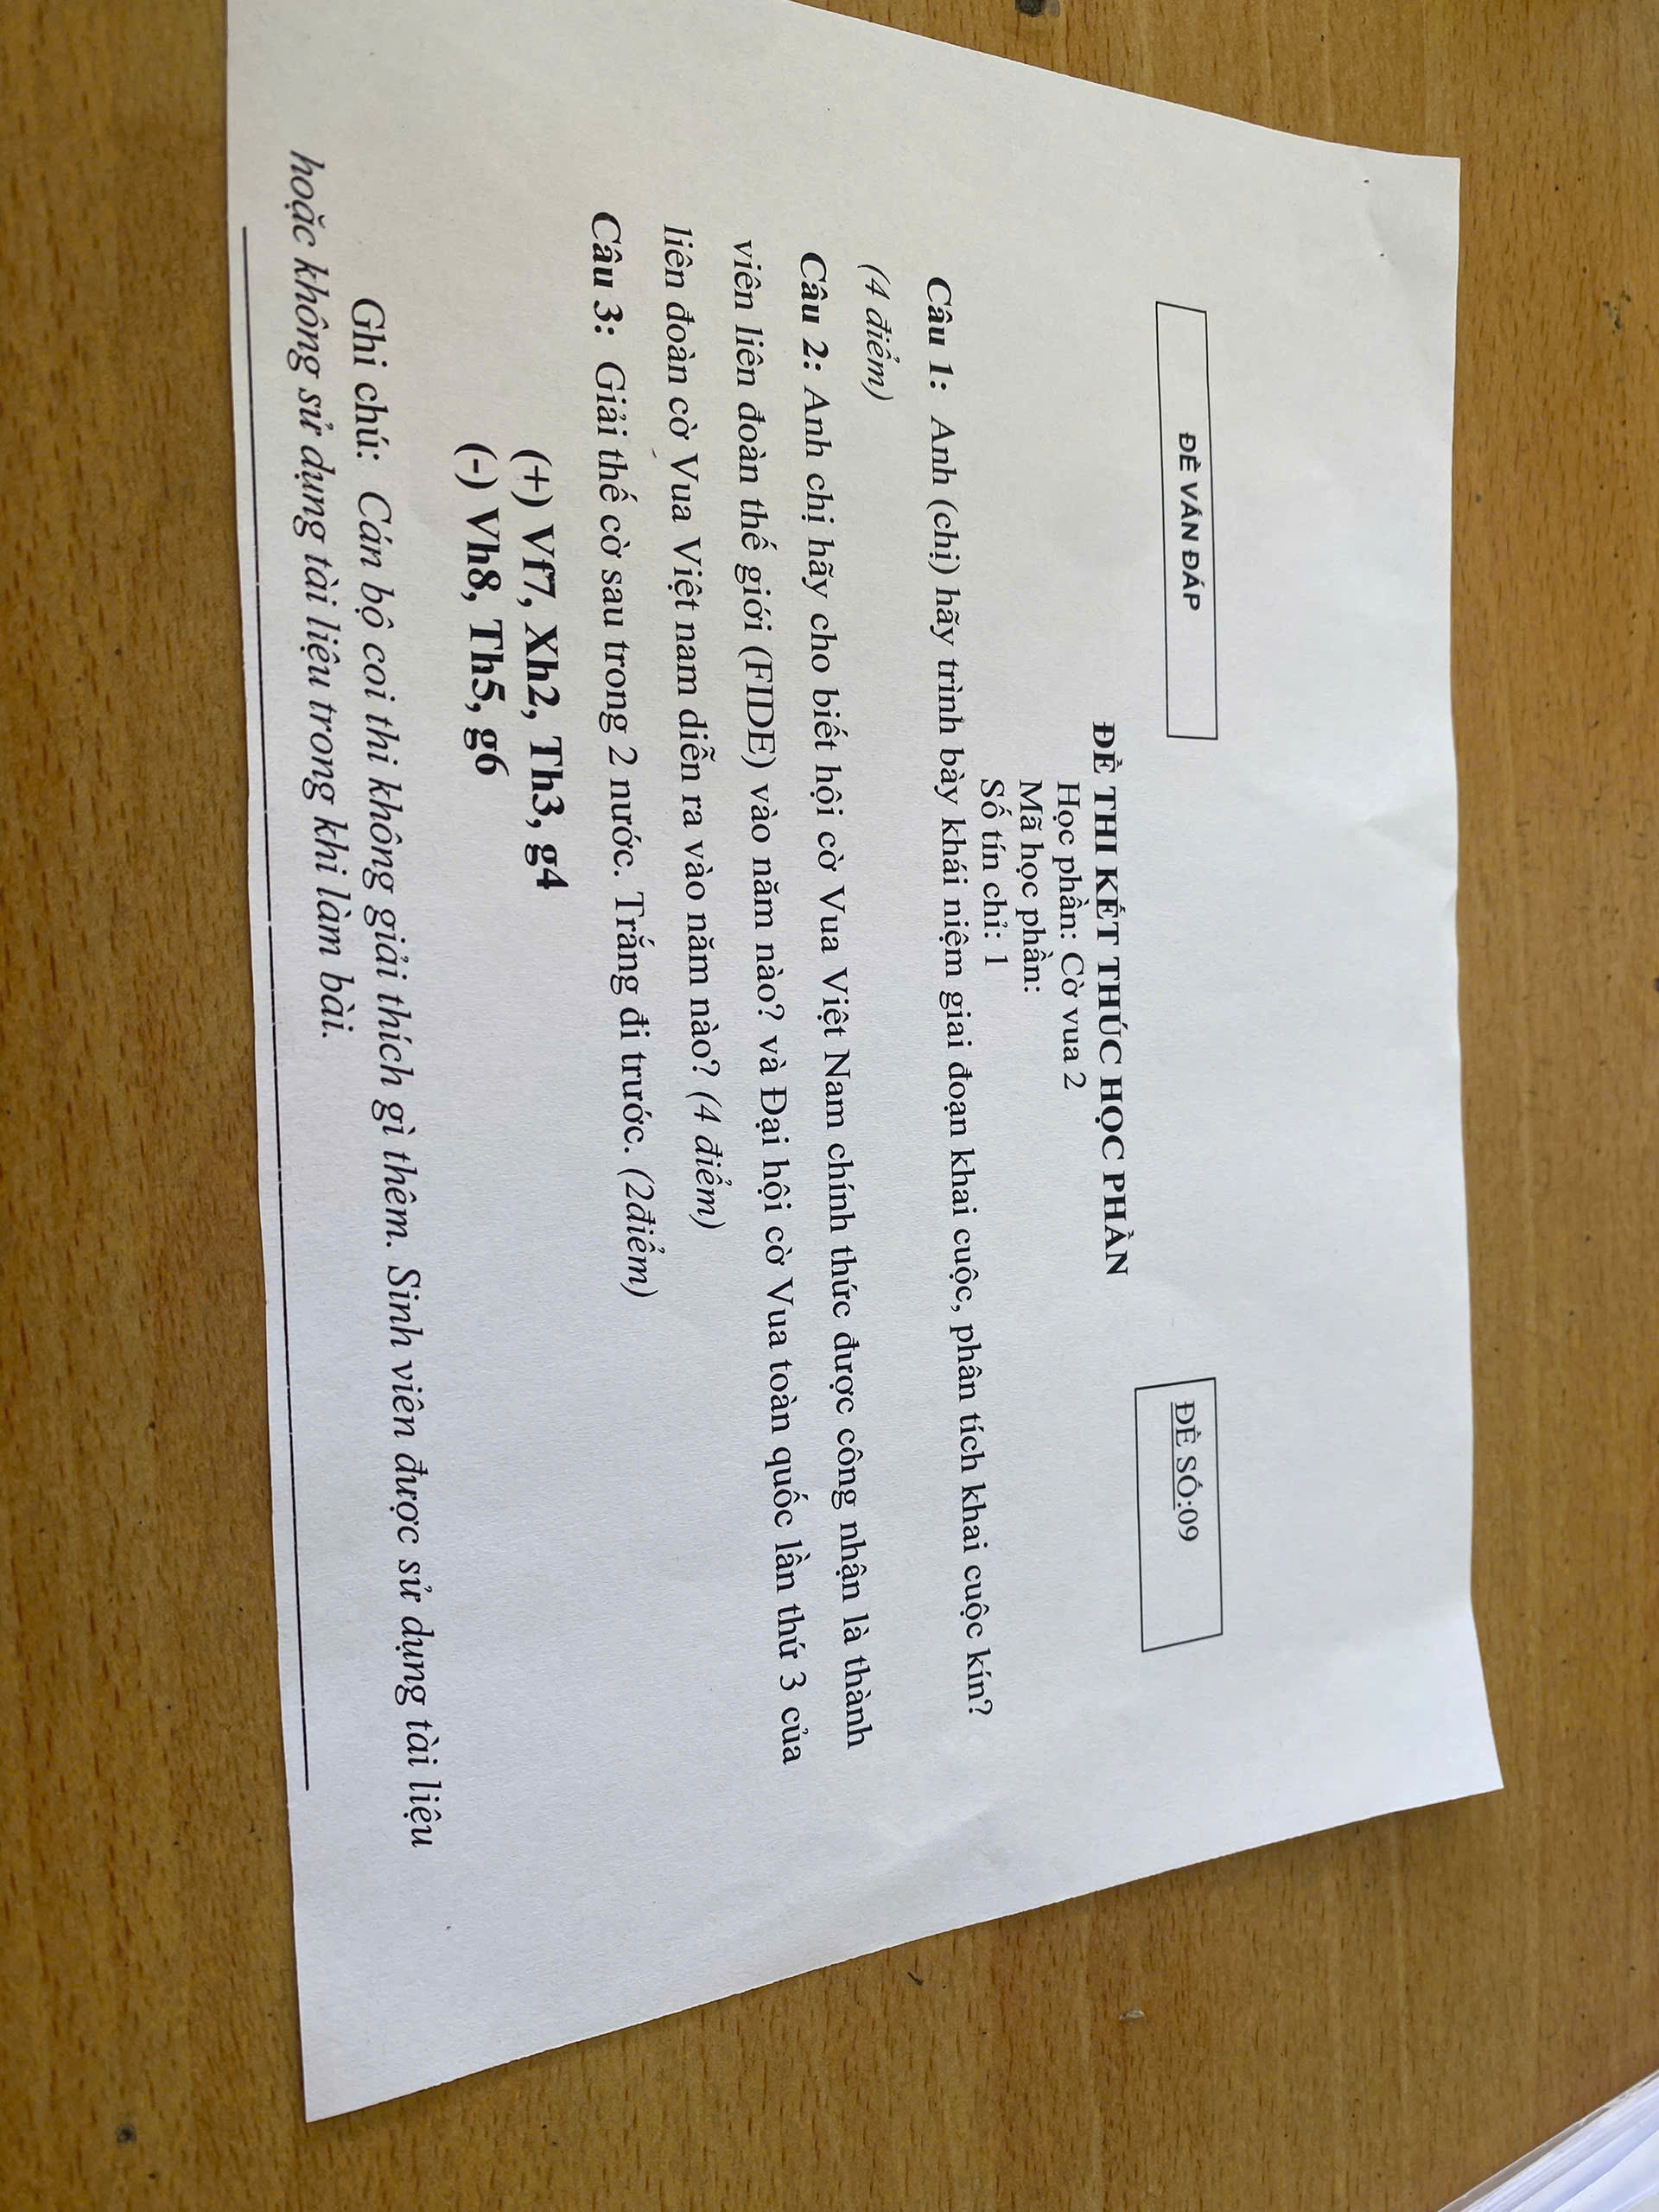 ĐỀ VẤN ĐÁP
ĐỀ SỐ:09
ĐỀ THI KẾT THÚC HỌC PHẦN
Học phần: Cờ vua 2
Mã học phần:
Số tín chỉ: 1
Câu 1: Anh (chị) hãy trình bày khái niệm giai đoạn khai cuộc, phân tích khai cuộc kín?
(4 điểm)
Câu 2: Anh chị hãy cho biết hội cờ Vua Việt Nam chính thức được công nhận là thành
viên liên đoàn thế giới (FIDE) vào năm nào? và Đại hội cờ Vua toàn quốc lần thứ 3 của
liên đoàn cờ Vua Việt nam diễn ra vào năm nào? (4 điểm)
Câu 3: Giải thế cờ sau trong 2 nước. Trắng đi trước. (2điểm)
(+) Vf7, Xh2, Th3, g4
(-) Vh8, Th5, g6
Ghi chú: Cán bộ coi thi không giải thích gì thêm. Sinh viên được sử dụng tài liệu
hoặc không sử dụng tài liệu trong khi làm bài.